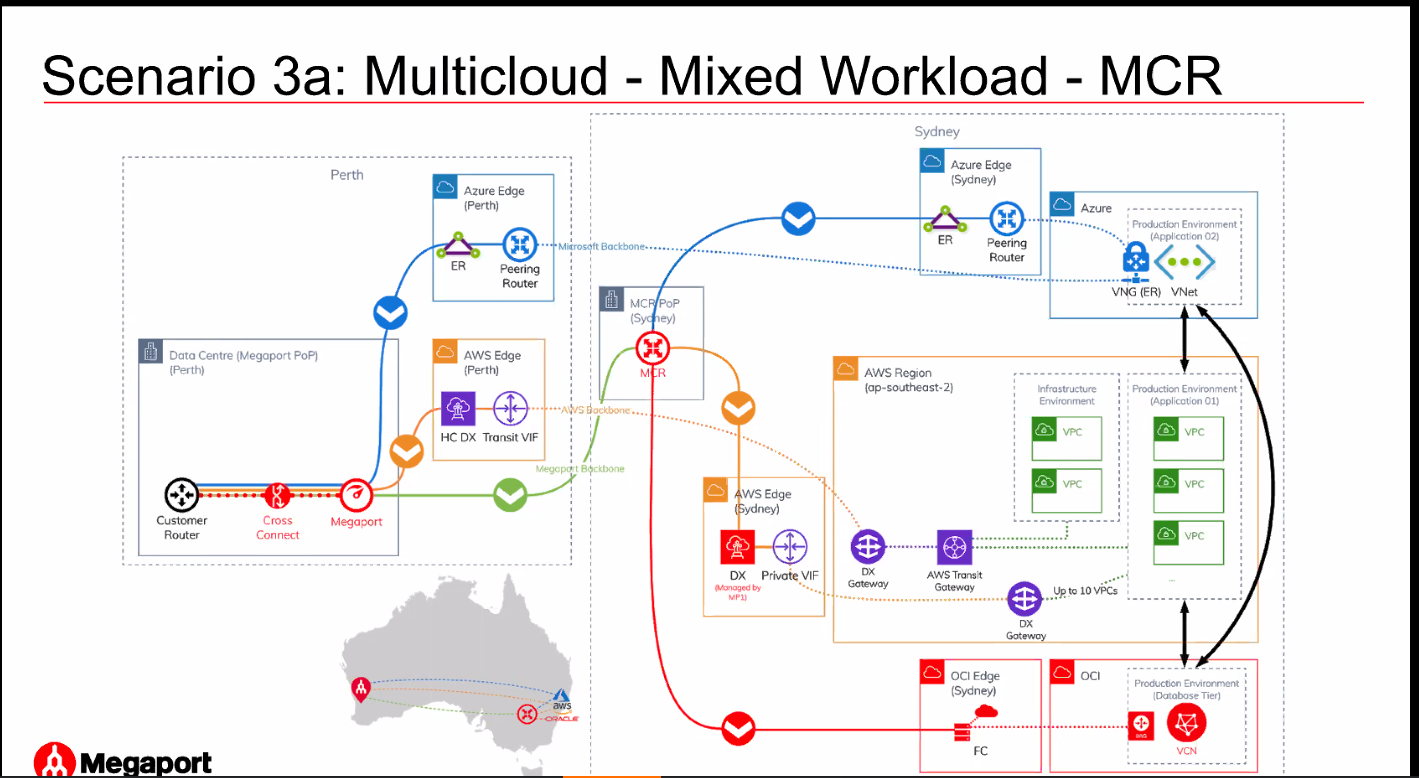 Scenario 3a: Multicloud - Mixed Workload - MCR
Perth
Azure Edge
(Perth)
ER
Peering
Router
Data Centre (Megaport PoP)
(Perth)
AWS Edge
(Perth)
HC DX
Transit VIF
Customer
Router
Cross
Connect
Megaport
Microsoft Backbone
AWS Backbone
Megaport Backbone
Sydney
MCR PoP
(Sydney)
MCR
Azure Edge
(Sydney)
ER
Peering
Router
Azure
Production Environment
(Application 02)
VNG (ER)
VNet
AWS Region
(ap-southeast-2)
Infrastructure
Environment
VPC
VPC
Production Environment
(Application 01)
VPC
VPC
VPC
...
AWS Edge
(Sydney)
DX
(Managed by
MP1)
Private VIF
DX
Gateway
AWS Transit
Gateway
DX
Gateway
Up to 10 VPCs
OCI Edge
(Sydney)
FC
OCI
Production Environment
(Database Tier)
VCN
aws
ORACLE
Megaport